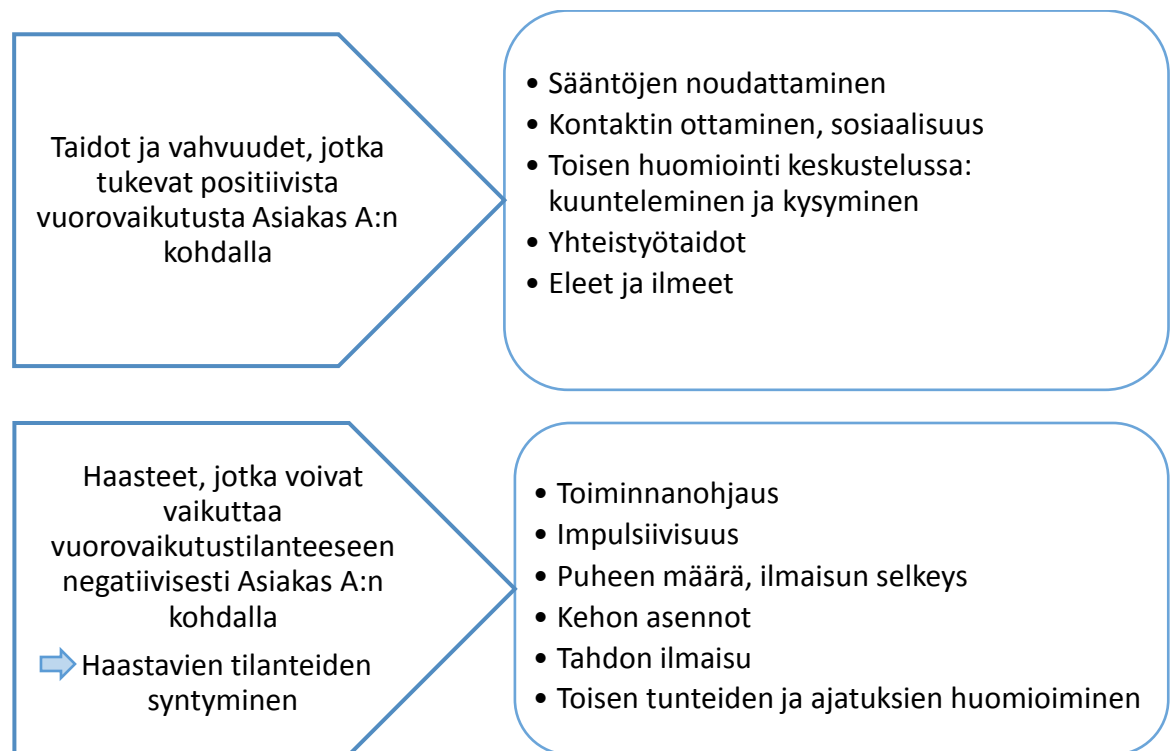 Taidot ja vahvuudet, jotka
tukevat positiivista
vuorovaikutusta Asiakas A:n
kohdalla
• Sääntöjen noudattaminen
• Kontaktin ottaminen, sosiaalisuus
• Toisen huomiointi keskustelussa:
kuunteleminen ja kysyminen
• Yhteistyötaidot
• Eleet ja ilmeet
Haasteet, jotka voivat
vaikuttaa
vuorovaikutustilanteeseen
negatiivisesti Asiakas A:n
kohdalla
Haastavien tilanteiden
syntyminen
• Toiminnanohjaus
• Impulsiivisuus
• Puheen määrä, ilmaisun selkeys
• Kehon asennot
• Tahdon ilmaisu
• Toisen tunteiden ja ajatuksien huomioiminen